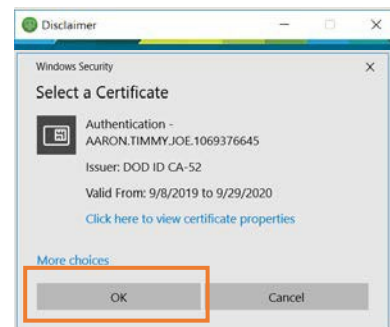 Disclaimer
Windows Security
Select a Certificate
Authentication -
AARON.TIMMY.JOE.1069376645
Issuer: DOD ID CA-52
Valid From: 9/8/2019 to 9/29/2020
Click here to view certificate properties
More choices
OK Cancel